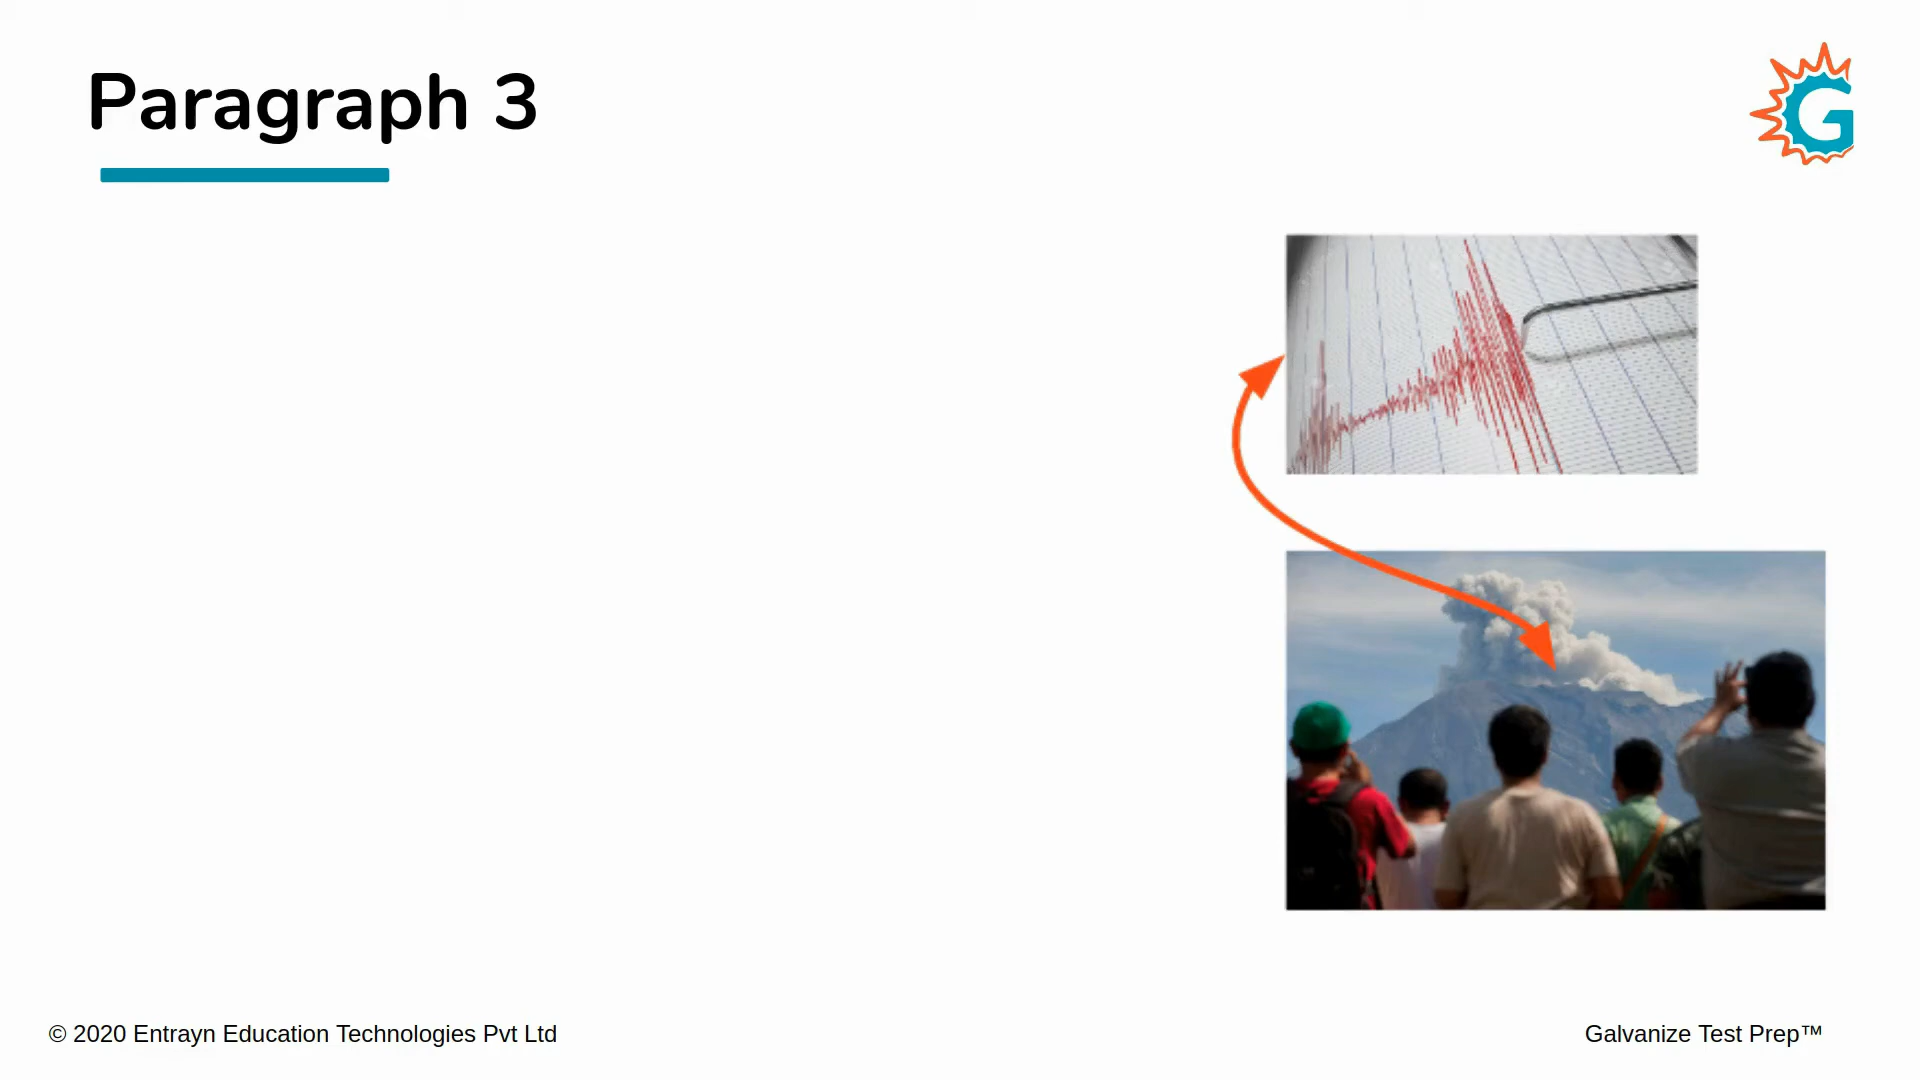 Paragraph 3
G
© 2020 Entrayn Education Technologies Pvt Ltd
Galvanize Test Prep™